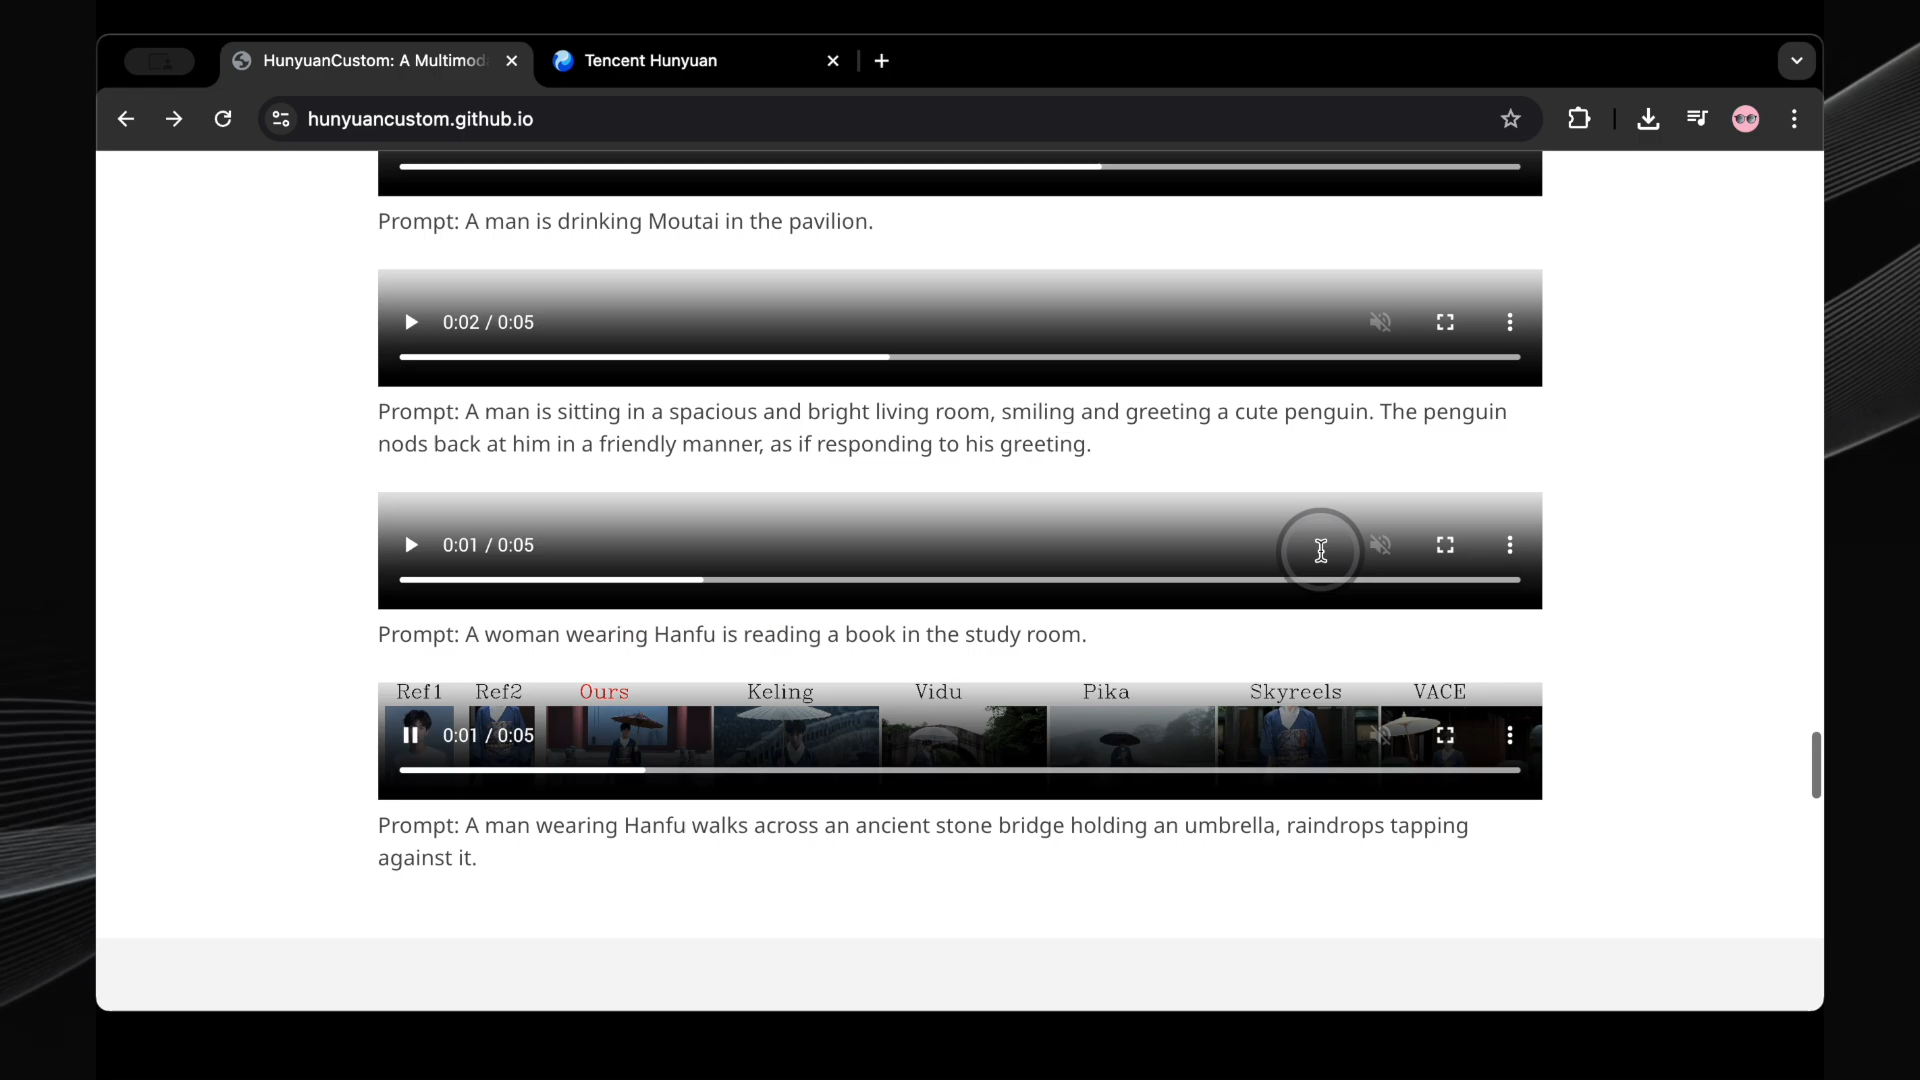 HunyuanCustom: A Multimod
Tencent Hunyuan
hunyuancustom.github.io
Prompt: A man is drinking Moutai in the pavilion.
0:02 / 0:05
Prompt: A man is sitting in a spacious and bright living room, smiling and greeting a cute penguin. The penguin
nods back at him in a friendly manner, as if responding to his greeting.
0:01 / 0:05
Prompt: A woman wearing Hanfu is reading a book in the study room.
Ref1 Ref2 Ours Keling Vidu Pika Skyreels VACE
0:01 / 0:05
Prompt: A man wearing Hanfu walks across an ancient stone bridge holding an umbrella, raindrops tapping
against it.